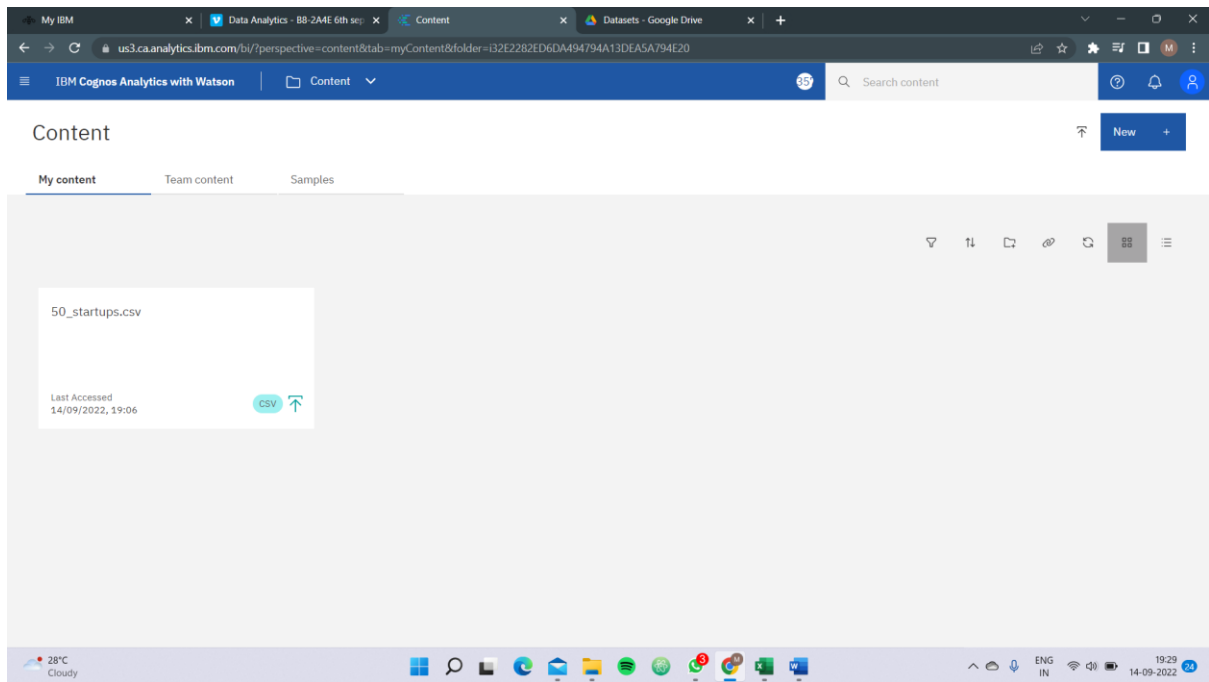 My IBM
Data Analytics - B8-2A4E 6th sep
Content
Datasets - Google Drive
us3.ca.analytics.ibm.com/bi/?perspective=content&tab=myContent&folder=i32E2282ED6DA494794A13DEA5A794E20
M
IBM Cognos Analytics with Watson
Content
Search content
Content
New +
My content
Team content
Samples
50_startups.csv
Last Accessed
14/09/2022, 19:06
CSV
28°C
Cloudy
3
M
ENG
IN
19:29
14-09-2022
24